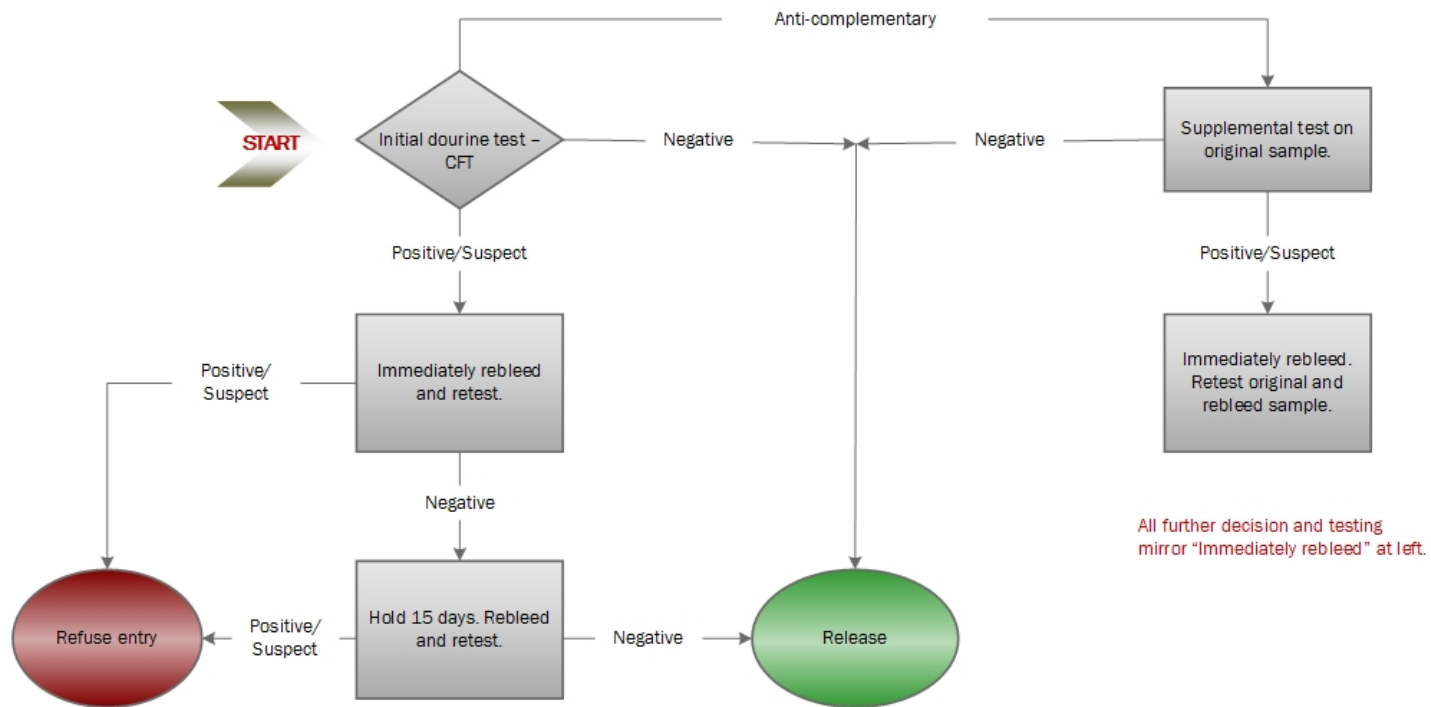 Anti-complementary
START
Initial dourine test –
CFT
Negative
Negative
Supplemental test on
original sample.
Positive/Suspect
Positive/Suspect
Positive/
Suspect
Immediately rebleed
and retest.
Immediately rebleed.
Retest original and
rebleed sample.
Negative
All further decision and testing
mirror “Immediately rebleed” at left.
Refuse entry
Positive/
Suspect
Hold 15 days. Rebleed
and retest.
Negative
Release